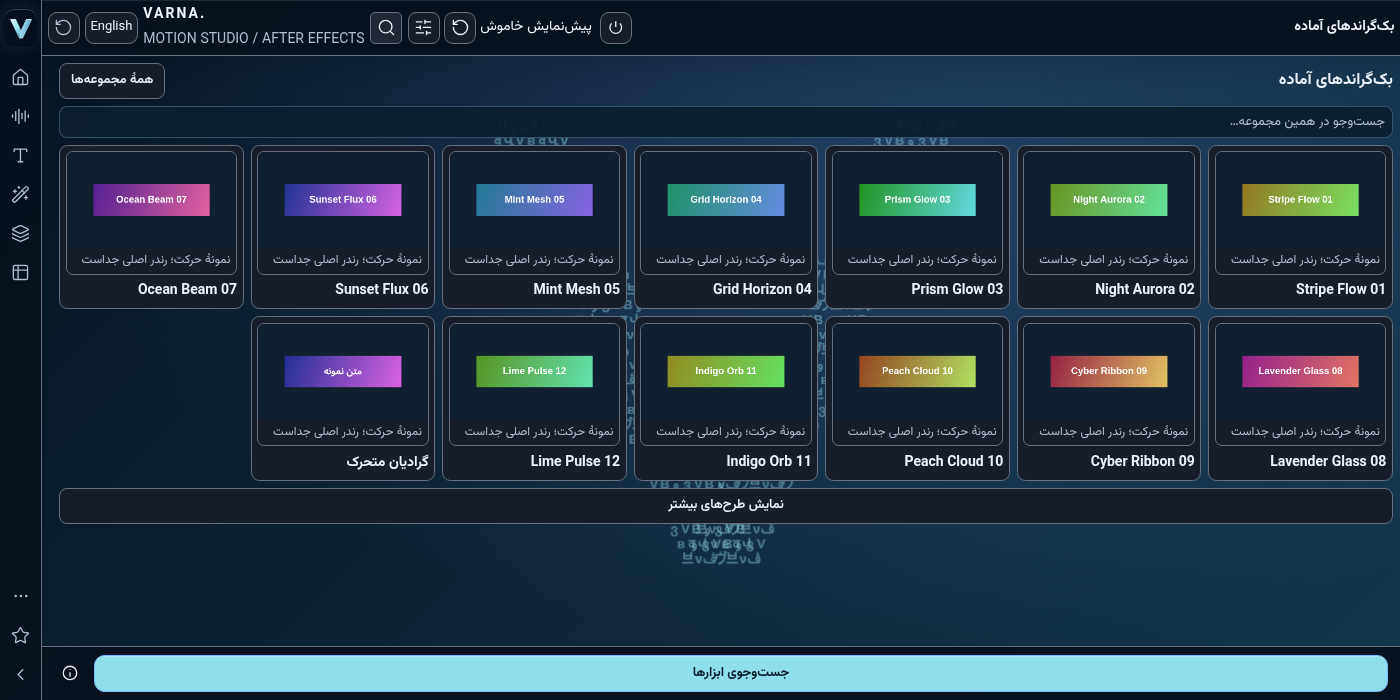 بک‌گراندهای آماده
پیش‌نمایش خاموش
VARNA.
MOTION STUDIO / AFTER EFFECTS
English
بک‌گراندهای آماده
همهٔ مجموعه‌ها
جست‌وجو در همین مجموعه...
Stripe Flow 01
نمونهٔ حرکت؛ رندر اصلی جداست
Stripe Flow 01
Night Aurora 02
نمونهٔ حرکت؛ رندر اصلی جداست
Night Aurora 02
Prism Glow 03
نمونهٔ حرکت؛ رندر اصلی جداست
Prism Glow 03
Grid Horizon 04
نمونهٔ حرکت؛ رندر اصلی جداست
Grid Horizon 04
Mint Mesh 05
نمونهٔ حرکت؛ رندر اصلی جداست
Mint Mesh 05
Sunset Flux 06
نمونهٔ حرکت؛ رندر اصلی جداست
Sunset Flux 06
Ocean Beam 07
نمونهٔ حرکت؛ رندر اصلی جداست
Ocean Beam 07
Lavender Glass 08
نمونهٔ حرکت؛ رندر اصلی جداست
Lavender Glass 08
Cyber Ribbon 09
نمونهٔ حرکت؛ رندر اصلی جداست
Cyber Ribbon 09
Peach Cloud 10
نمونهٔ حرکت؛ رندر اصلی جداست
Peach Cloud 10
Indigo Orb 11
نمونهٔ حرکت؛ رندر اصلی جداست
Indigo Orb 11
Lime Pulse 12
نمونهٔ حرکت؛ رندر اصلی جداست
Lime Pulse 12
متن نمونه
نمونهٔ حرکت؛ رندر اصلی جداست
گرادیان متحرک
نمایش طرح‌های بیشتر
جست‌وجوی ابزارها